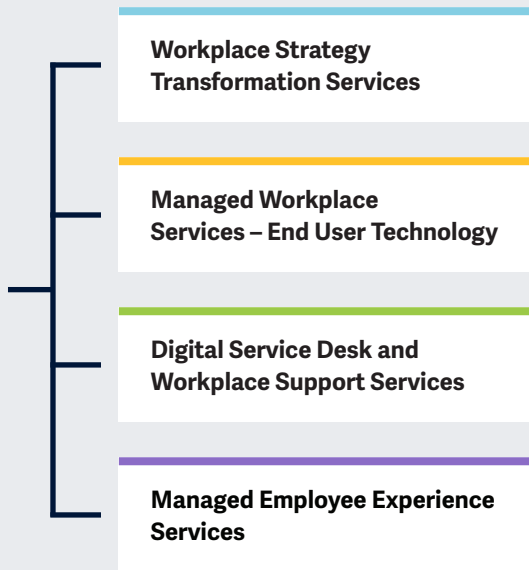 Workplace Strategy
Transformation Services
Managed Workplace
Services – End User Technology
Digital Service Desk and
Workplace Support Services
Managed Employee Experience
Services